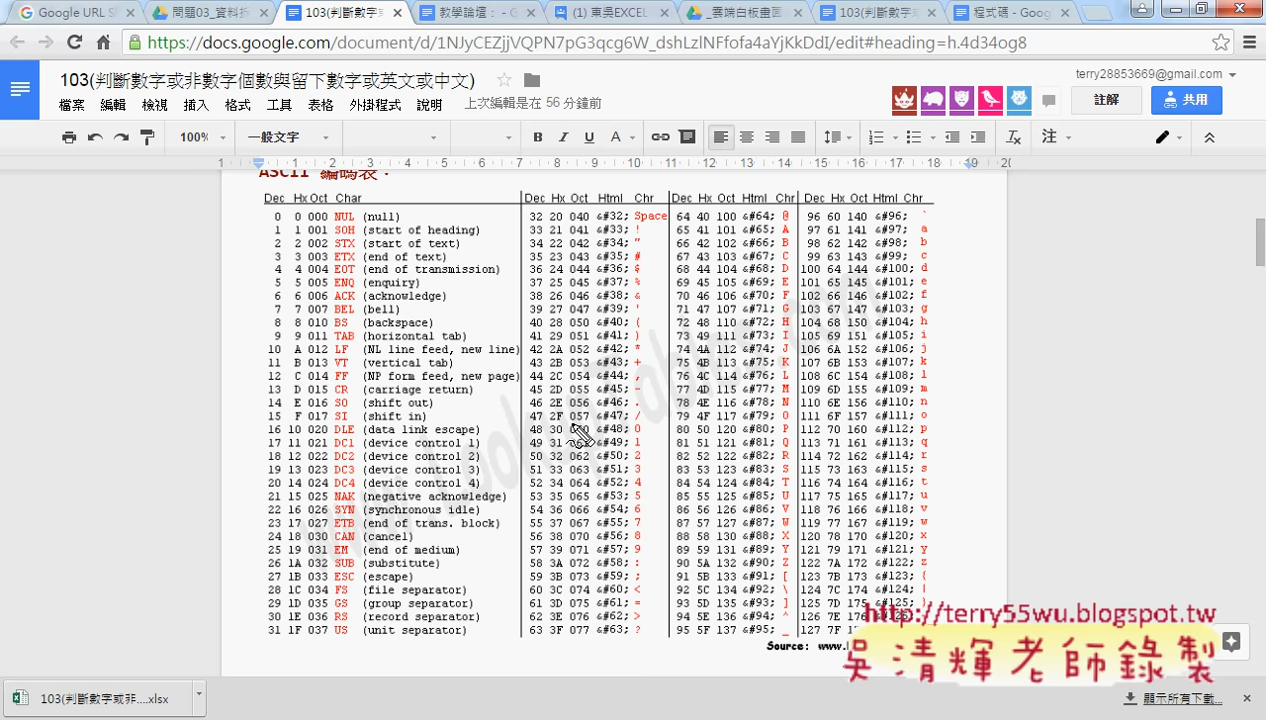 Google URL S
問題03_資料拆
103(判斷數字
教學論壇： - G
(1) 東吳EXCEL
_雲端白板畫面
103(判斷數字
程式碼 - Goog
https://docs.google.com/document/d/1NJyCEZjjVQPN7pG3qcg6W_dshLzlNFfofa4aYjKkDdI/edit#heading=h.4d34og8
103(判斷數字或非數字個數與留下數字或英文或中文)
terry28853669@gmail.com
檔案 編輯 檢視 插入 格式 工具 表格 外掛程式 說明 上次編輯是在 56 分鐘前
註解
共用
100% 一般文字 B I U A 注
1 1 2 3 4 5 6 7 8 9 10 11 12 13 14 15 16 17 18
ASCII 編碼表：
Dec Hx Oct Char Dec Hx Oct Html Chr Dec Hx Oct Html Chr Dec Hx Oct Html Chr
0 0 000 NUL (null) 32 20 040 &#32; Space 64 40 100 &#64; @ 96 60 140 &#96; `
1 1 001 SOH (start of heading) 33 21 041 &#33; ! 65 41 101 &#65; A 97 61 141 &#97; a
2 2 002 STX (start of text) 34 22 042 &#34; " 66 42 102 &#66; B 98 62 142 &#98; b
3 3 003 ETX (end of text) 35 23 043 &#35; # 67 43 103 &#67; C 99 63 143 &#99; c
4 4 004 EOT (end of transmission) 36 24 044 &#36; $ 68 44 104 &#68; D 100 64 144 &#100; d
5 5 005 ENQ (enquiry) 37 25 045 &#37; % 69 45 105 &#69; E 101 65 145 &#101; e
6 6 006 ACK (acknowledge) 38 26 046 &#38; & 70 46 106 &#70; F 102 66 146 &#102; f
7 7 007 BEL (bell) 39 27 047 &#39; ' 71 47 107 &#71; G 103 67 147 &#103; g
8 8 010 BS (backspace) 40 28 050 &#40; ( 72 48 110 &#72; H 104 68 150 &#104; h
9 9 011 TAB (horizontal tab) 41 29 051 &#41; ) 73 49 111 &#73; I 105 69 151 &#105; i
10 A 012 LF (NL line feed, new line) 42 2A 052 &#42; * 74 4A 112 &#74; J 106 6A 152 &#106; j
11 B 013 VT (vertical tab) 43 2B 053 &#43; + 75 4B 113 &#75; K 107 6B 153 &#107; k
12 C 014 FF (NP form feed, new page) 44 2C 054 &#44; , 76 4C 114 &#76; L 108 6C 154 &#108; l
13 D 015 CR (carriage return) 45 2D 055 &#45; - 77 4D 115 &#77; M 109 6D 155 &#109; m
14 E 016 SO (shift out) 46 2E 056 &#46; . 78 4E 116 &#78; N 110 6E 156 &#110; n
15 F 017 SI (shift in) 47 2F 057 &#47; / 79 4F 117 &#79; O 111 6F 157 &#111; o
16 10 020 DLE (data link escape) 48 30 &#48; 0 80 50 120 &#80; P 112 70 160 &#112; p
17 11 021 DC1 (device control 1) 49 31 061 &#49; 1 81 51 121 &#81; Q 113 71 161 &#113; q
18 12 022 DC2 (device control 2) 50 32 062 &#50; 2 82 52 122 &#82; R 114 72 162 &#114; r
19 13 023 DC3 (device control 3) 51 33 063 &#51; 3 83 53 123 &#83; S 115 73 163 &#115; s
20 14 024 DC4 (device control 4) 52 34 064 &#52; 4 84 54 124 &#84; T 116 74 164 &#116; t
21 15 025 NAK (negative acknowledge) 53 35 065 &#53; 5 85 55 125 &#85; U 117 75 165 &#117; u
22 16 026 SYN (synchronous idle) 54 36 066 &#54; 6 86 56 126 &#86; V 118 76 166 &#118; v
23 17 027 ETB (end of trans. block) 55 37 067 &#55; 7 87 57 127 &#87; W 119 77 167 &#119; w
24 18 030 CAN (cancel) 56 38 070 &#56; 8 88 58 130 &#88; X 120 78 170 &#120; x
25 19 031 EM (end of medium) 57 39 071 &#57; 9 89 59 131 &#89; Y 121 79 171 &#121; y
26 1A 032 SUB (substitute) 58 3A 072 &#58; : 90 5A 132 &#90; Z 122 7A 172 &#122; z
27 1B 033 ESC (escape) 59 3B 073 &#59; ; 91 5B 133 &#91; [ 123 7B 173 &#123; {
28 1C 034 FS (file separator) 60 3C 074 &#60; < 92 5C 134 &#92; \ 124 7C 174 &#124; |
29 1D 035 GS (group separator) 61 3D 075 &#61; = 93 5D 135 &#93; ] 125 7D 175 &#125; }
30 1E 036 RS (record separator) 62 3E 076 &#62; > 94 5E 136 &#94; ^ 126 7E 176
31 1F 037 US (unit separator) 63 3F 077 &#63; ? 95 5F 137 &#95; _ 127 7F
Source: www.
http://terry55wu.blogspot.tw
吳清輝老師錄製
103(判斷數字或非....xlsx
顯示所有下載...